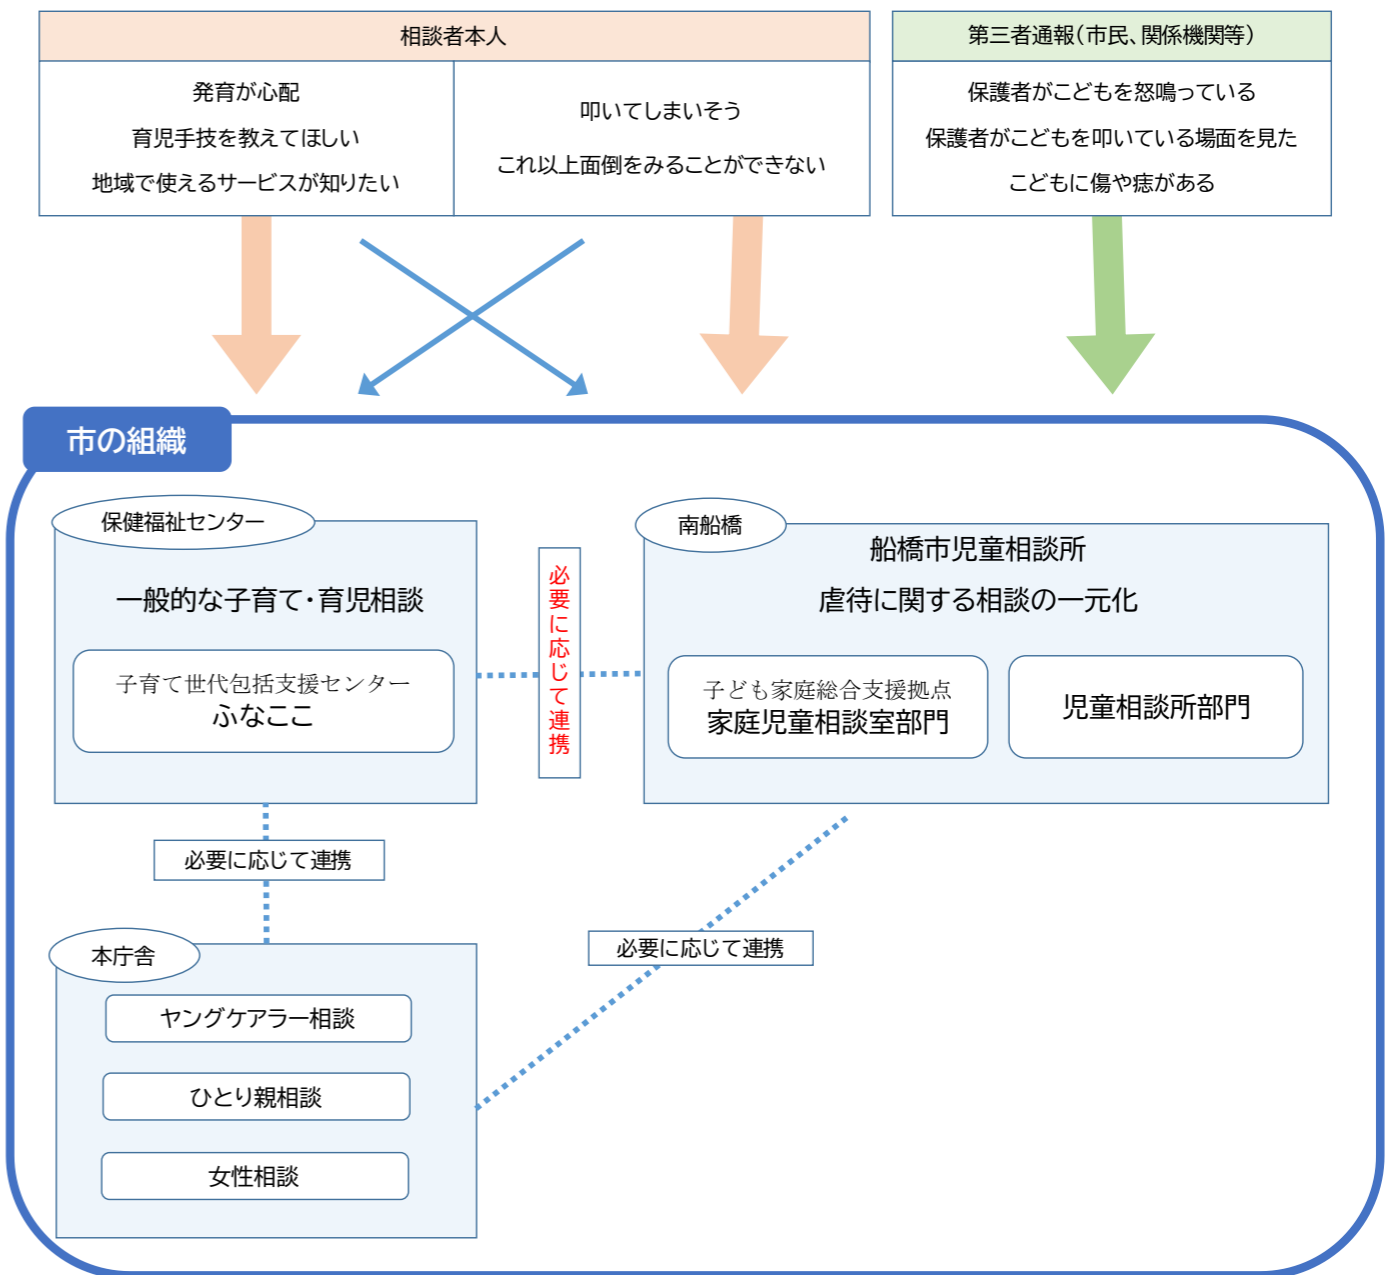 相談者本人
発育が心配
育児手技を教えてほしい
地域で使えるサービスが知りたい
叩いてしまいそう
これ以上面倒をみることができない
第三者通報（市民、関係機関等）
保護者がこどもを怒鳴っている
保護者がこどもを叩いている場面を見た
こどもに傷や痣がある
市の組織
保健福祉センター
一般的な子育て・育児相談
子育て世代包括支援センター
ふなここ
必要に応じて連携
南船橋
船橋市児童相談所
虐待に関する相談の一元化
子ども家庭総合支援拠点
家庭児童相談室部門
児童相談所部門
必要に応じて連携
必要に応じて連携
本庁舎
ヤングケアラー相談
ひとり親相談
女性相談